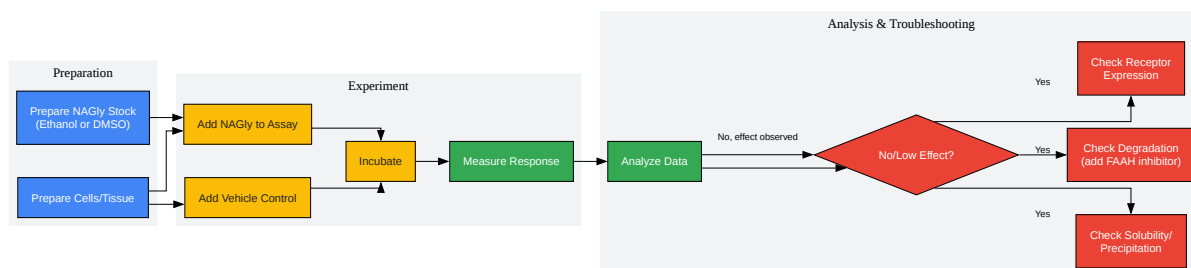 Preparation
Prepare NAGly Stock
(Ethanol or DMSO)
Prepare Cells/Tissue
Experiment
Add NAGly to Assay
Add Vehicle Control
Incubate
Measure Response
Analysis & Troubleshooting
Analyze Data
No, effect observed
No/Low Effect?
Yes
Check Receptor
Expression
Yes
Check Degradation
(add FAAH inhibitor)
Yes
Check Solubility/
Precipitation